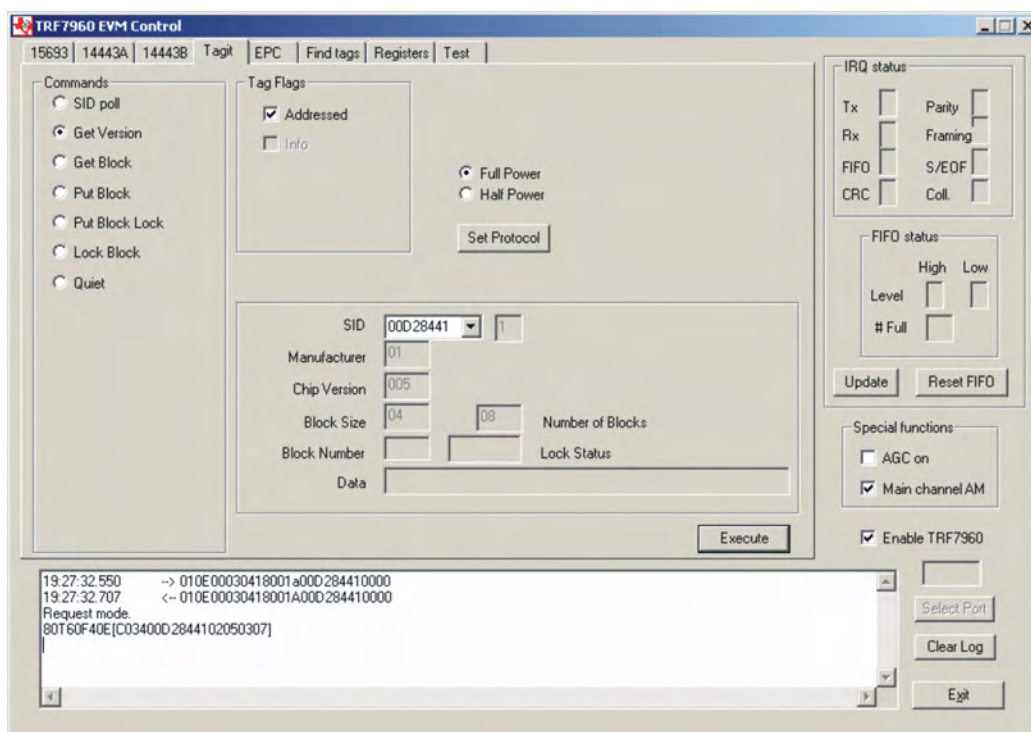 TRF7960 EVM Control
15693 14443A 14443B Tagit EPC Find tags Registers Test
Commands
SID poll
Get Version
Get Block
Put Block
Put Block Lock
Lock Block
Quiet
Tag Flags
Addressed
Info
Full Power
Half Power
Set Protocol
SID 00D28441 1
Manufacturer 01
Chip Version 005
Block Size 04 08 Number of Blocks
Block Number Lock Status
Data
Execute
IRQ status
Tx Parity
Rx Framing
FIFO S/EOF
CRC Coll.
FIFO status
High Low
Level
# Full
Update Reset FIFO
Special functions
AGC on
Main channel AM
Enable TRF7960
Select Port
Clear Log
Exit
19:27:32.550 --> 010E00030418001a00D284410000
19:27:32.707 <-- 010E00030418001A00D284410000
Request mode.
80T60F40E[C03400D2844102050307]